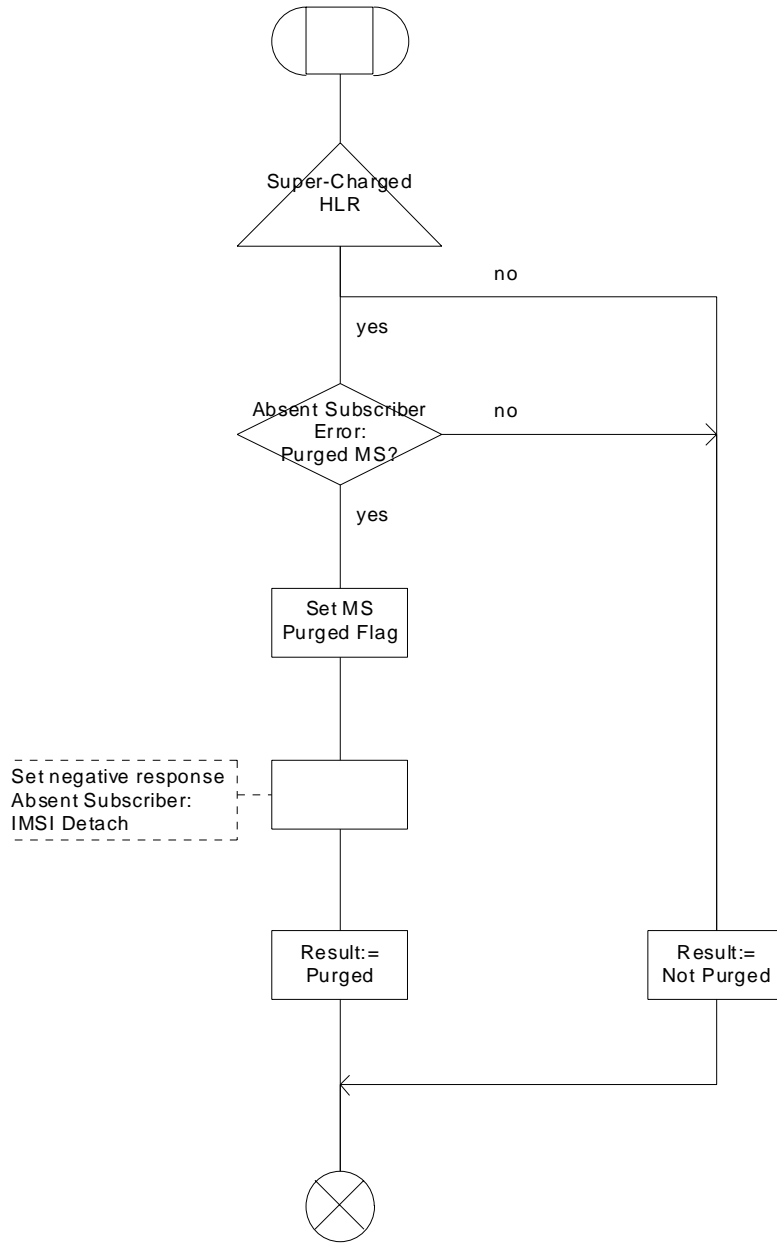 Super-Charged
HLR
no
yes
Absent Subscriber
Error:
Purged MS?
no
yes
Set MS
Purged Flag
Set negative response
Absent Subscriber:
IMSI Detach
Result:=
Purged
Result:=
Not Purged